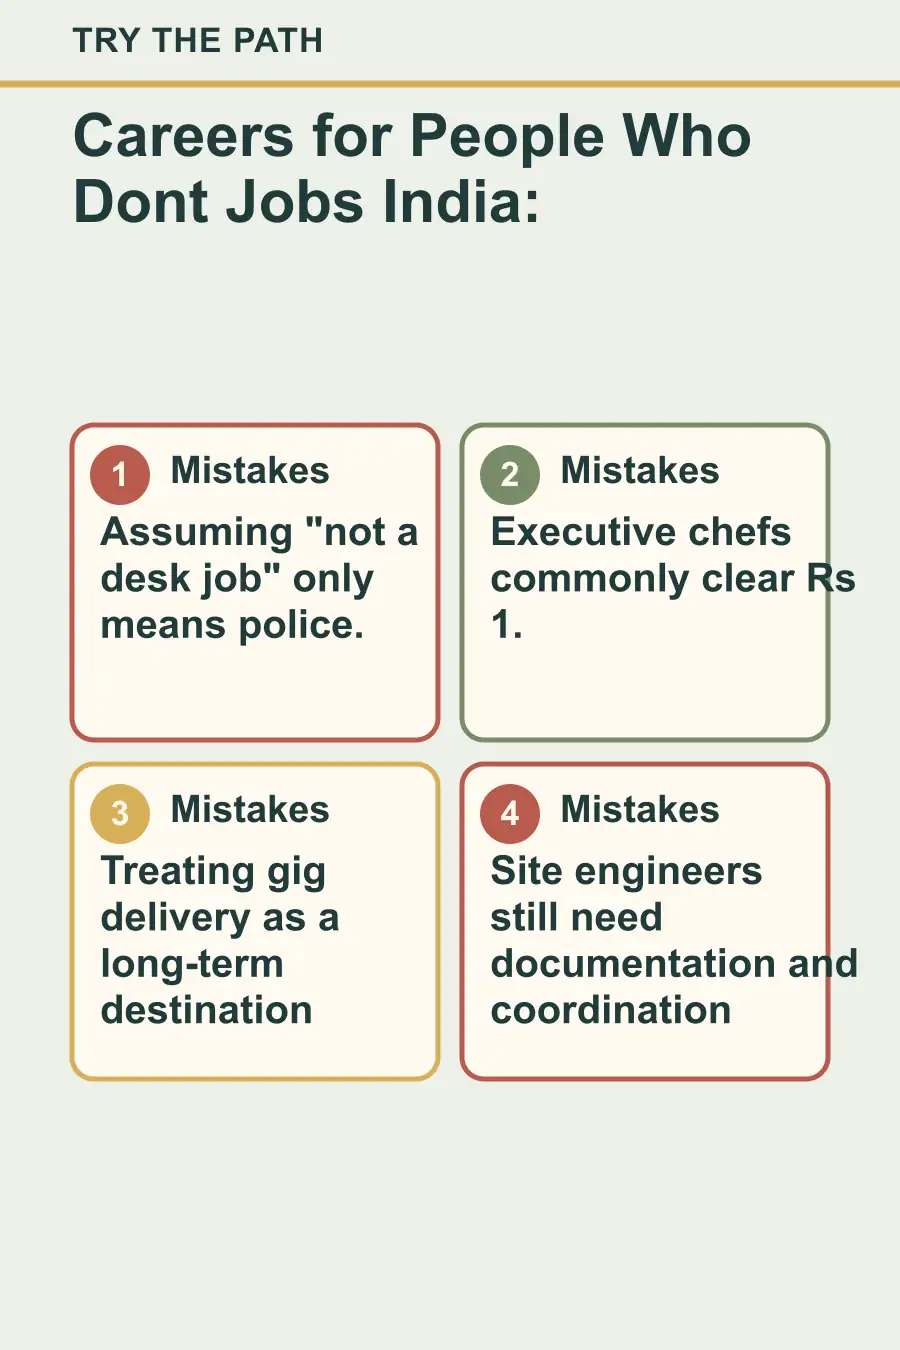 TRY THE PATH
Careers for People Who
Dont Jobs India:
1 Mistakes
Assuming "not a
desk job" only
means police.
2 Mistakes
Executive chefs
commonly clear Rs
1.
3 Mistakes
Treating gig
delivery as a
long-term
destination
4 Mistakes
Site engineers
still need
documentation and
coordination